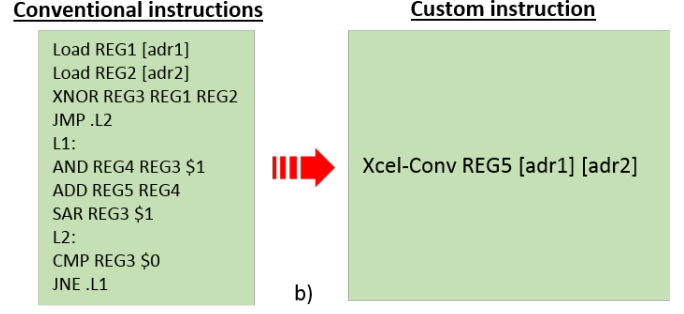 Conventional instructions
Load REG1 [adr1]
Load REG2 [adr2]
XNOR REG3 REG1 REG2
JMP .L2
L1:
AND REG4 REG3 $1
ADD REG5 REG4
SAR REG3 $1
L2:
CMP REG3 $0
JNE .L1
Custom instruction
Xcel-Conv REG5 [adr1] [adr2]
b)